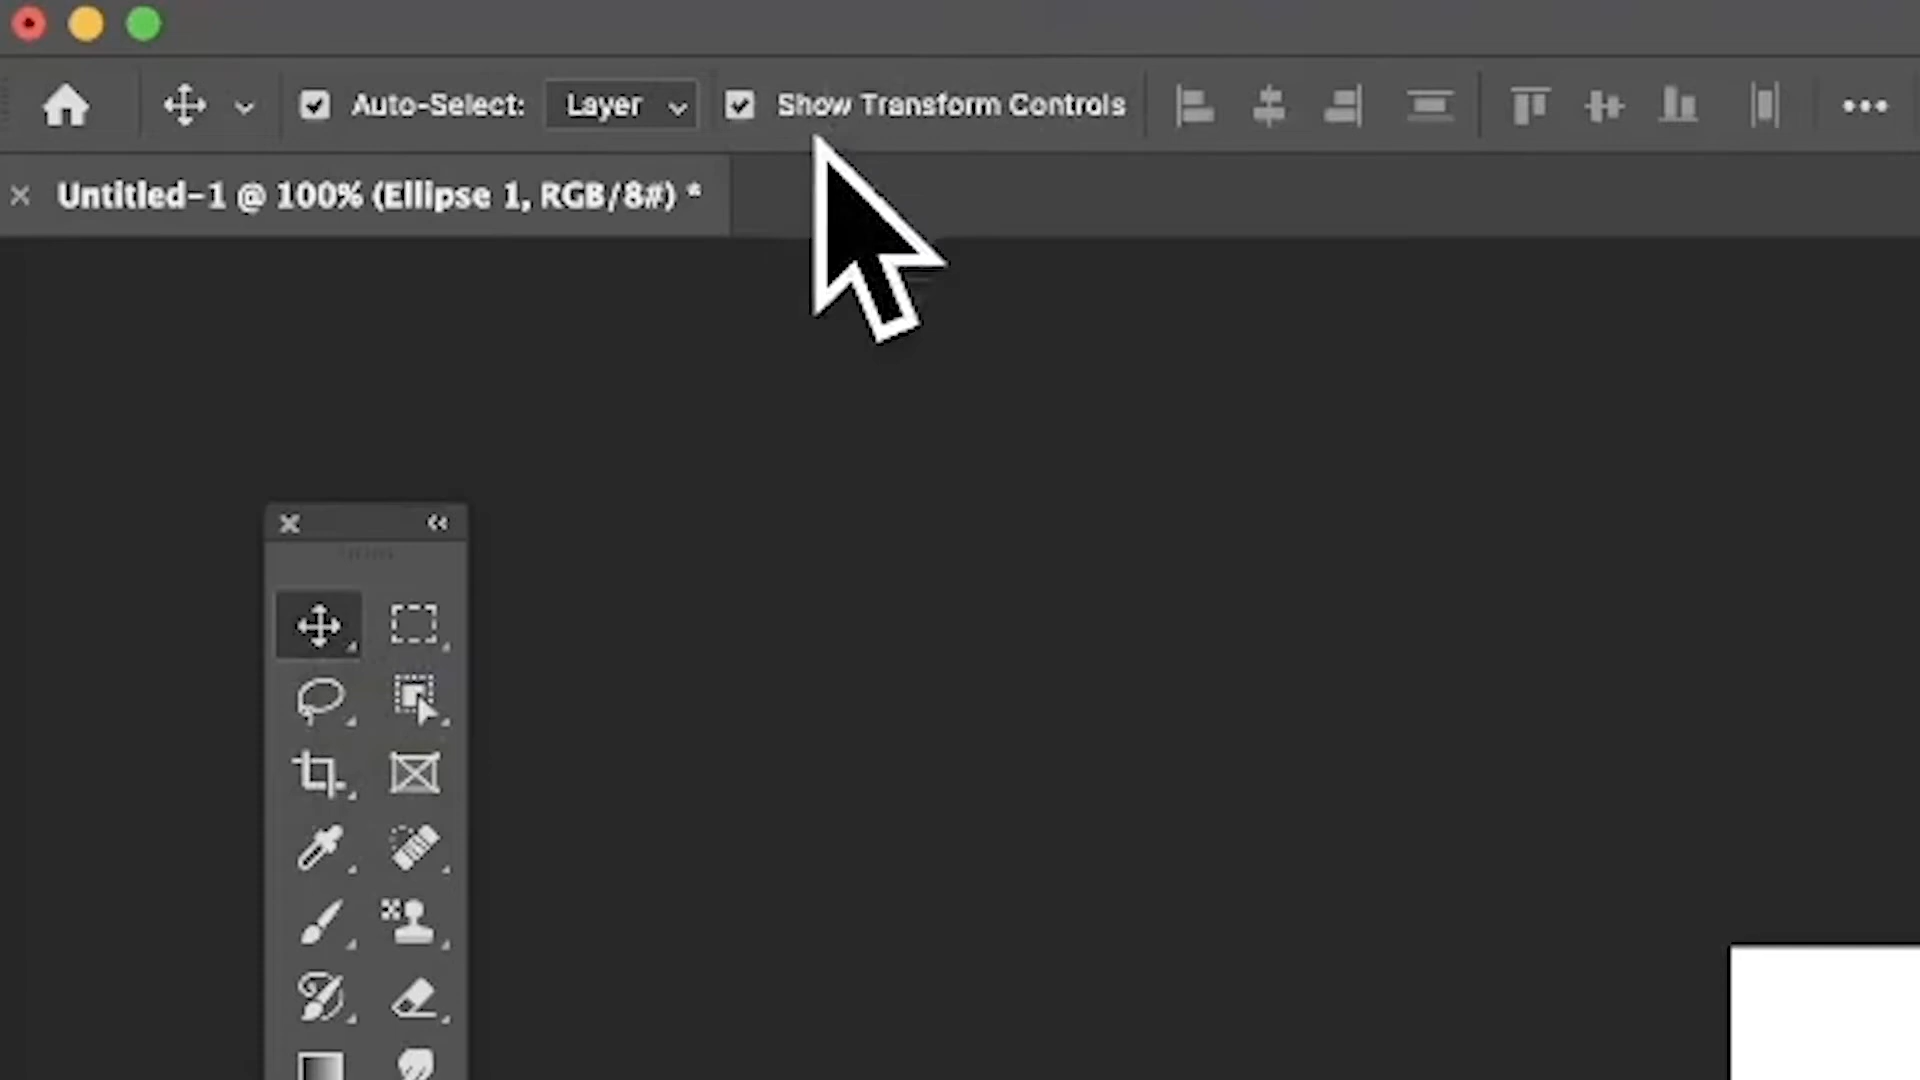 Auto-Select: Layer Show Transform Controls
Untitled-1 @ 100% (Ellipse 1, RGB/8#) *